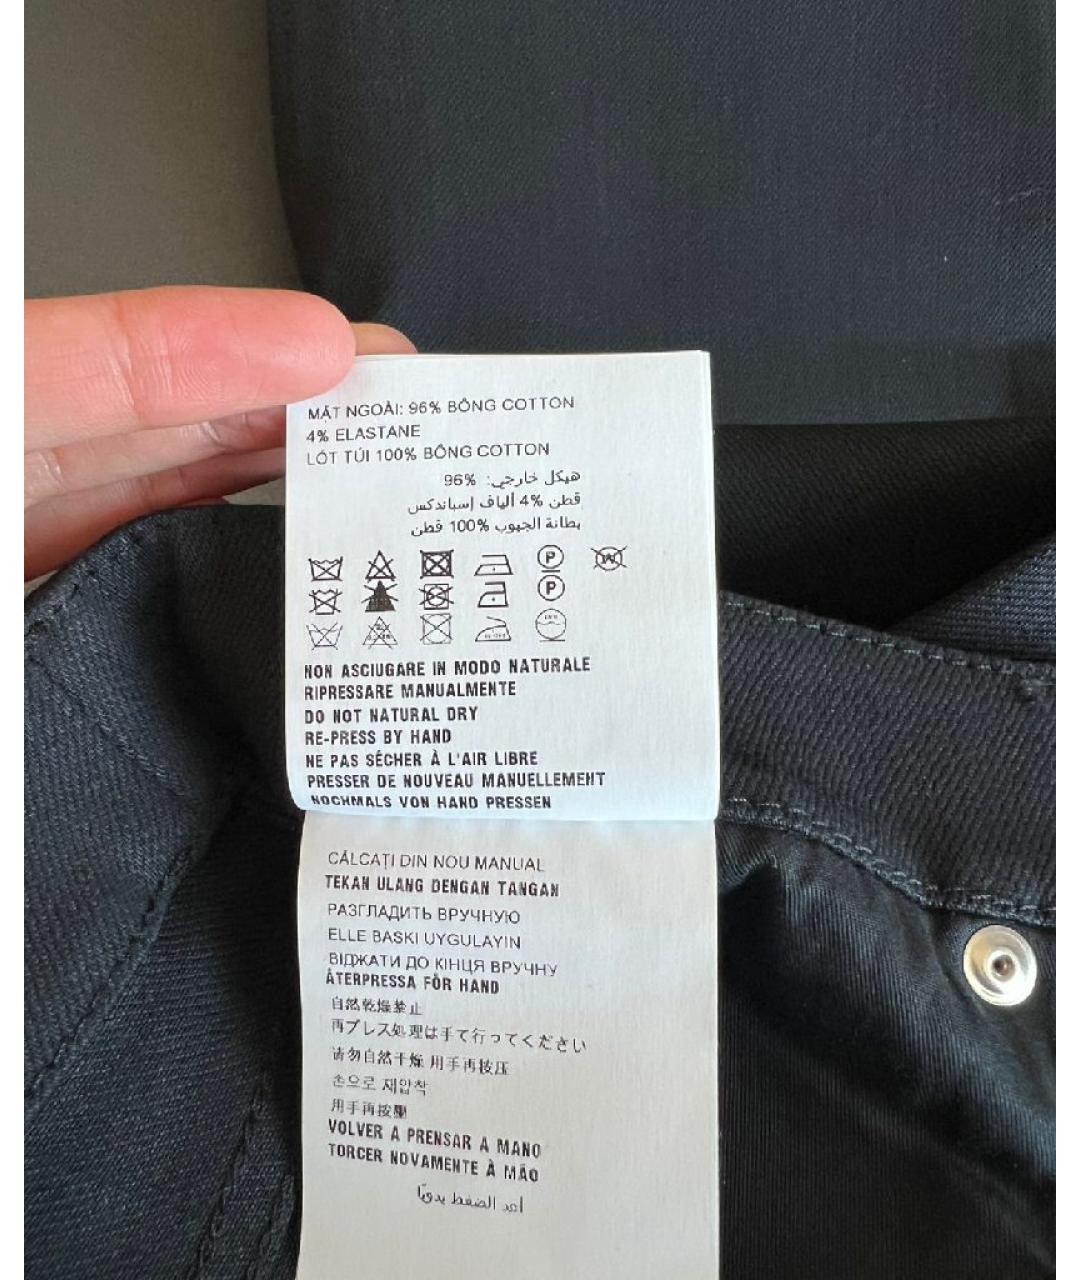 MẶT NGOÀI: 96% BÔNG COTTON
4% ELASTANE
LÓT TÚI 100% BÔNG COTTON
هيكل خارجي: %96
قطن %4 ألياف إسباندكس
بطانة الجيوب %100 قطن
P
W
P
NON ASCIUGARE IN MODO NATURALE
RIPRESSARE MANUALMENTE
DO NOT NATURAL DRY
RE-PRESS BY HAND
NE PAS SÉCHER À L'AIR LIBRE
PRESSER DE NOUVEAU MANUELLEMENT
NOCHMALS VON HAND PRESSEN
CĂLCAȚI DIN NOU MANUAL
TEKAN ULANG DENGAN TANGAN
РАЗГЛАДИТЬ ВРУЧНУЮ
ELLE BASKI UYGULAYIN
ВІДЖАТИ ДО КІНЦЯ ВРУЧНУ
ÅTERPRESSA FÖR HAND
自然乾燥禁止
再プレス処理は手で行ってください
请勿自然干燥 用手再按压
손으로 재압착
用手再按壓
VOLVER A PRENSAR A MANO
TORCER NOVAMENTE À MÃO
أعد الضغط يدويًا